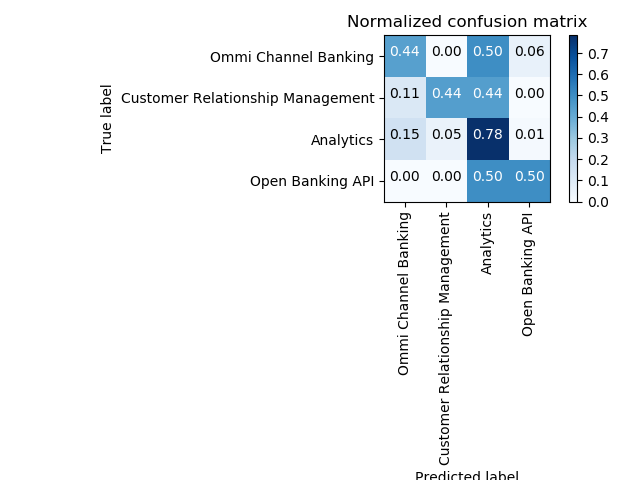 Normalized confusion matrix
True label
Ommi Channel Banking 0.44 0.00 0.50 0.06
Customer Relationship Management 0.11 0.44 0.44 0.00
Analytics 0.15 0.05 0.78 0.01
Open Banking API 0.00 0.00 0.50 0.50
0.7
0.6
0.5
0.4
0.3
0.2
0.1
0.0
Ommi Channel Banking
Customer Relationship Management
Analytics
Open Banking API
Predicted label